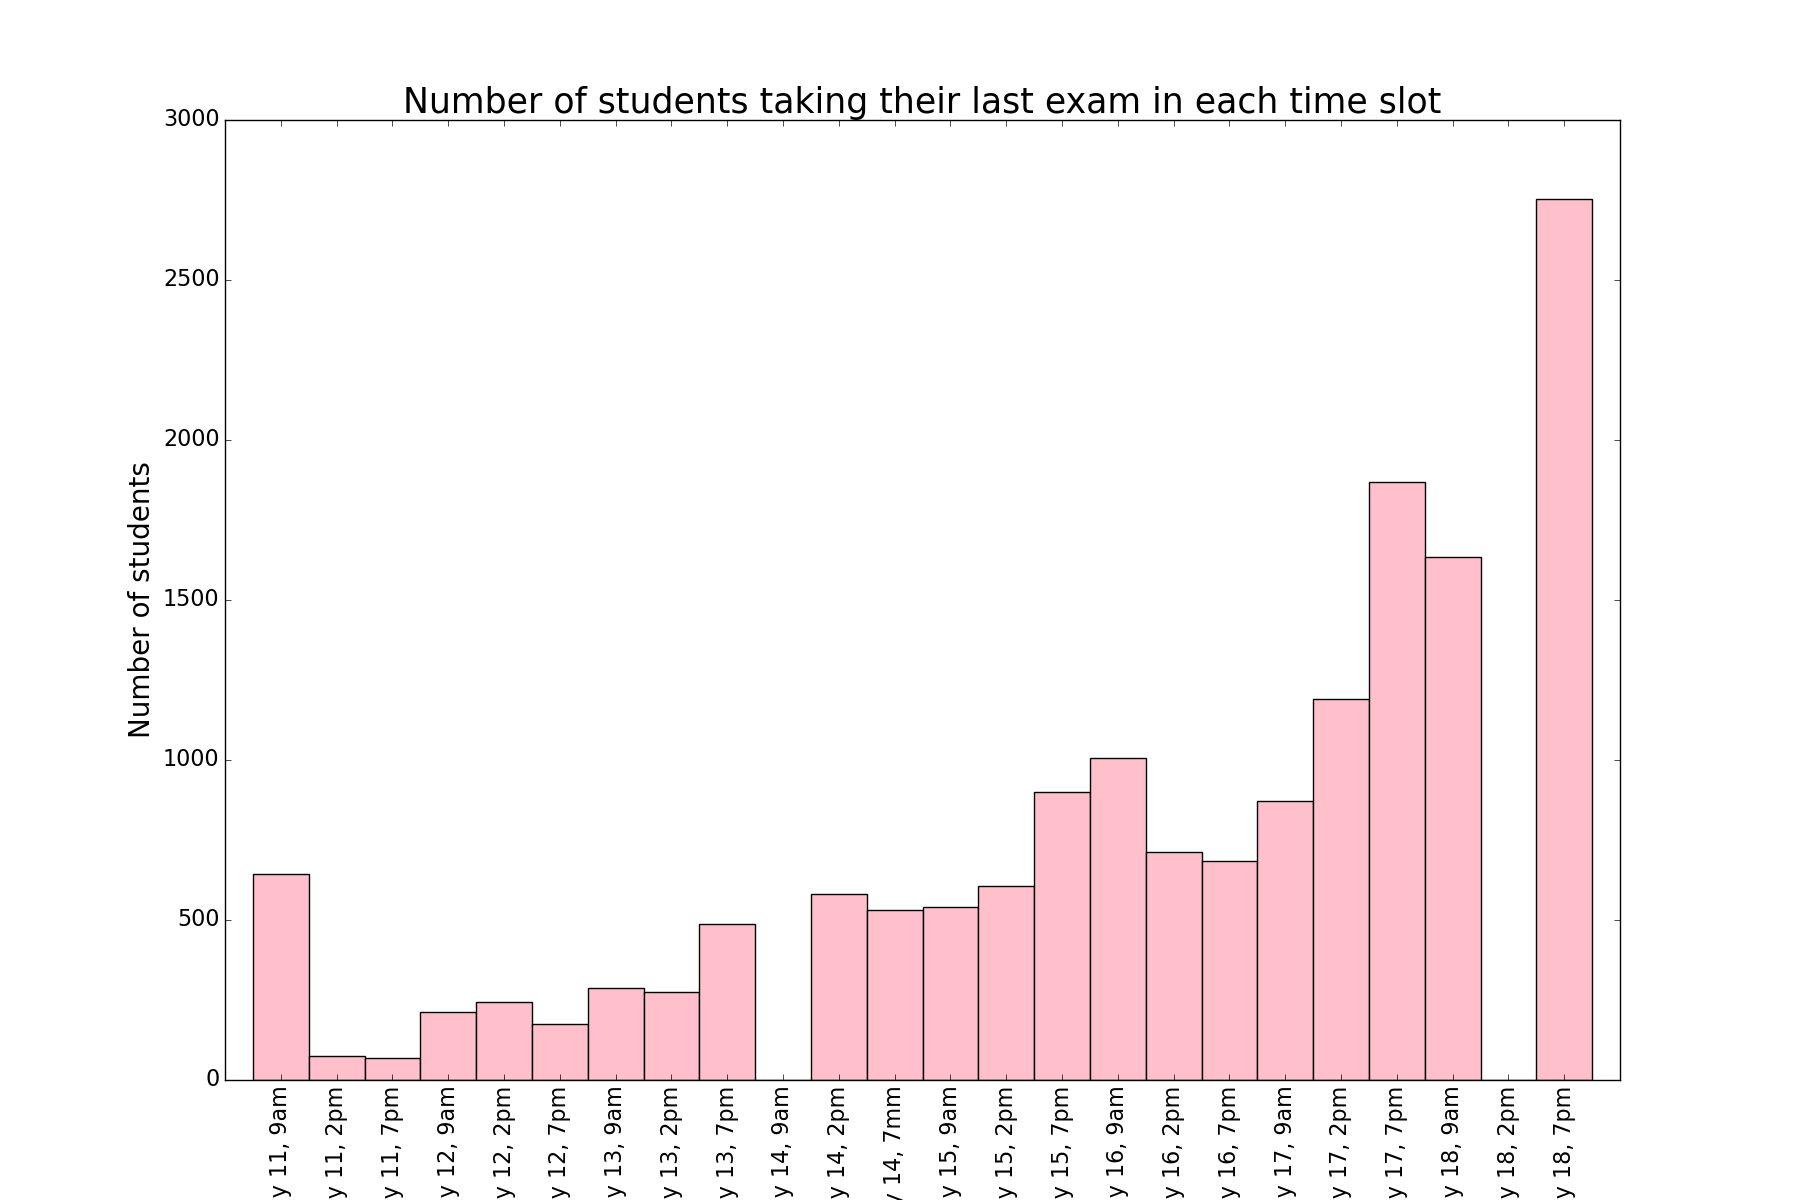 Number of students taking their last exam in each time slot
3000
2500
2000
1500
1000
500
0
Number of students
y 11, 9am
y 11, 2pm
y 11, 7pm
y 12, 9am
y 12, 2pm
y 12, 7pm
y 13, 9am
y 13, 2pm
y 13, 7pm
y 14, 9am
y 14, 2pm
y 14, 7mm
y 15, 9am
y 15, 2pm
y 15, 7pm
y 16, 9am
y 16, 2pm
y 16, 7pm
y 17, 9am
y 17, 2pm
y 17, 7pm
y 18, 9am
y 18, 2pm
y 18, 7pm